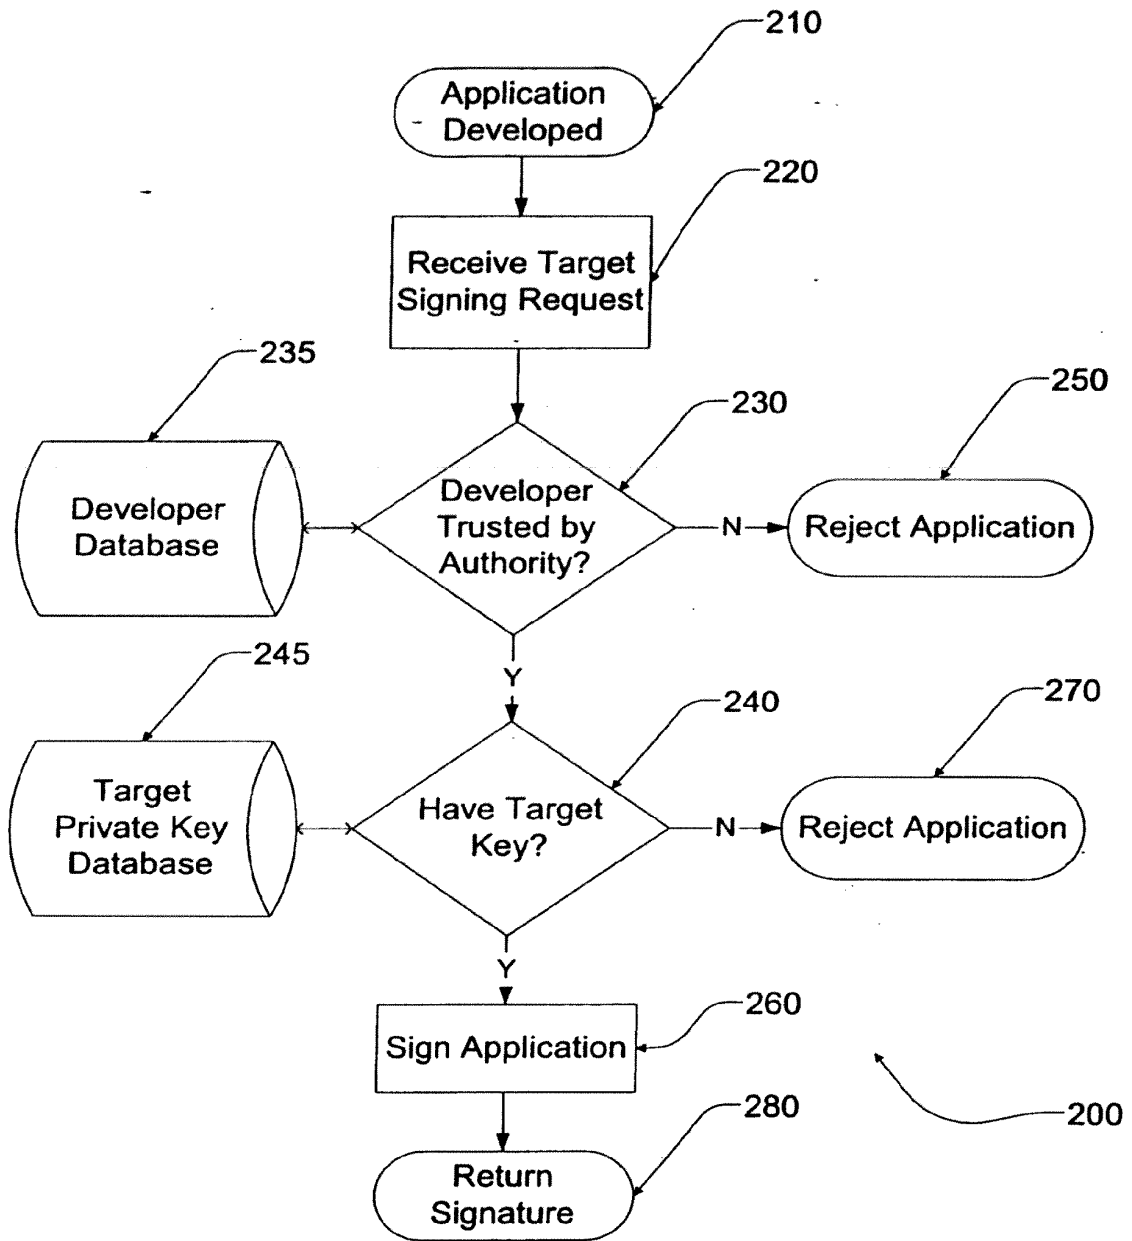 210
Application
Developed
220
Receive Target
Signing Request
235
230
250
Developer
Database
Developer
Trusted by
Authority?
N
Reject Application
Y
245
240
270
Target
Private Key
Database
Have Target
Key?
N
Reject Application
Y
260
Sign Application
280
200
Return
Signature